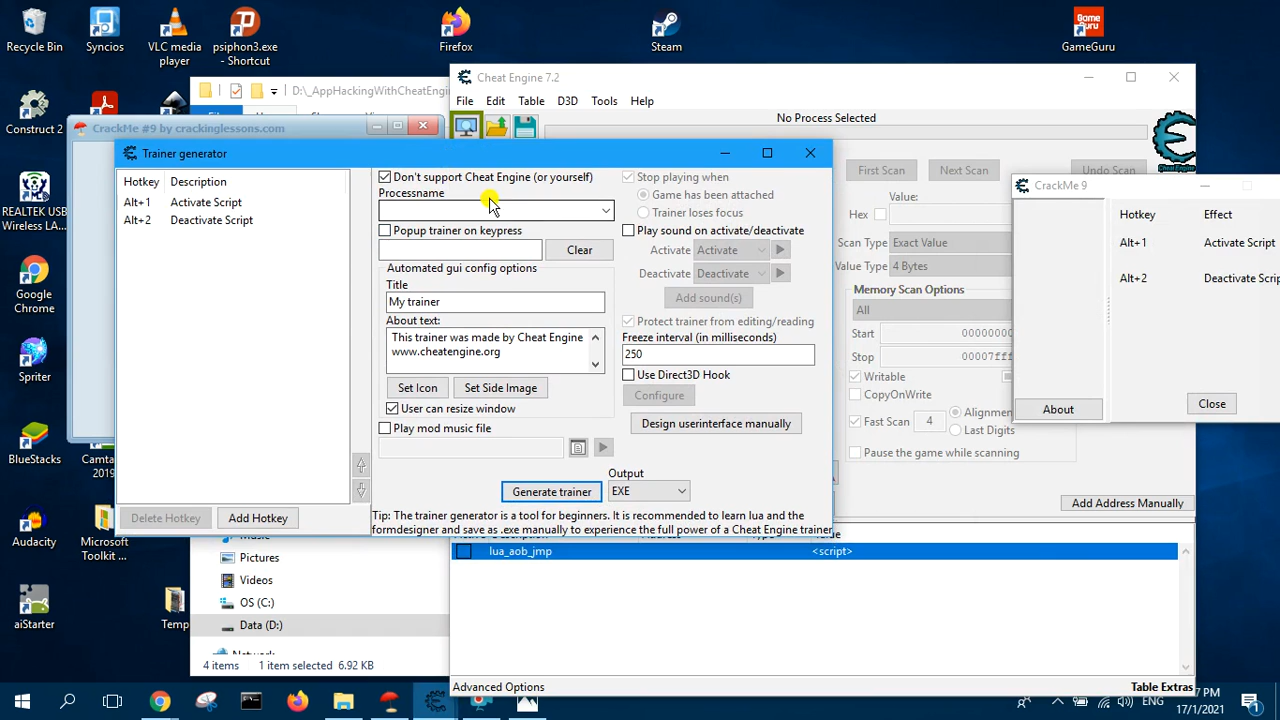 Recycle Bin
Syncios
VLC media player
psiphon3.exe - Shortcut
Firefox
Steam
GameGuru
Construct 2
REALTEK USB Wireless LA...
Google Chrome
Spriter
BlueStacks
Camta
2019
Audacity
Microsoft Toolkit ...
aiStarter
Temp
D:\_AppHackingWithCheatEngin
CrackMe #9 by crackinglessons.com
Cheat Engine 7.2
File Edit Table D3D Tools Help
No Process Selected
Cheat Engine
First Scan
Next Scan
Undo Scan
Value:
Hex
Scan Type
Exact Value
Value Type
4 Bytes
Memory Scan Options
All
Start
Stop
00007fff
Writable
CopyOnWrite
Fast Scan
4
Alignmen
Last Digits
Pause the game while scanning
Add Address Manually
lua_aob_jmp
<script>
Advanced Options
Table Extras
Trainer generator
Hotkey Description
Alt+1 Activate Script
Alt+2 Deactivate Script
Delete Hotkey
Add Hotkey
Don't support Cheat Engine (or yourself)
Processname
Popup trainer on keypress
Clear
Automated gui config options
Title
My trainer
About text:
This trainer was made by Cheat Engine
www.cheatengine.org
Set Icon
Set Side Image
User can resize window
Play mod music file
Stop playing when
Game has been attached
Trainer loses focus
Play sound on activate/deactivate
Activate Activate
Deactivate Deactivate
Add sound(s)
Protect trainer from editing/reading
Freeze interval (in milliseconds)
250
Use Direct3D Hook
Configure
Design userinterface manually
Output
Generate trainer
EXE
Tip: The trainer generator is a tool for beginners. It is recommended to learn lua and the
formdesigner and save as .exe manually to experience the full power of a Cheat Engine trainer
CrackMe 9
Hotkey Effect
Alt+1 Activate Script
Alt+2 Deactivate Scrip
About
Close
Pictures
Videos
OS (C:)
Data (D:)
4 items 1 item selected 6.92 KB
7 PM
17/1/2021